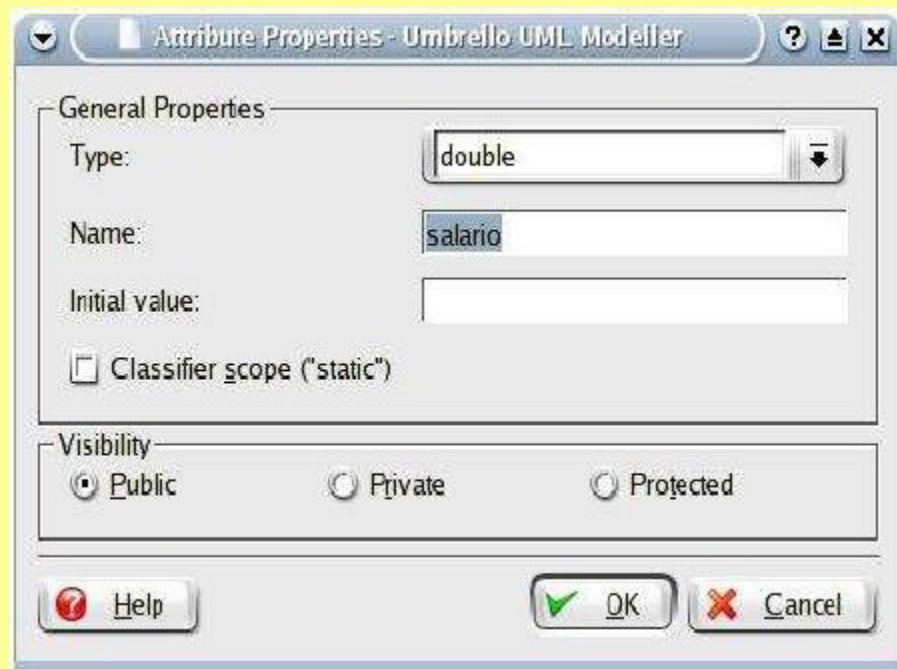 Attribute Properties - Umbrello UML Modeller
General Properties
Type: double
Name: salario
Initial value:
Classifier scope ("static")
Visibility
Public Private Protected
Help OK Cancel